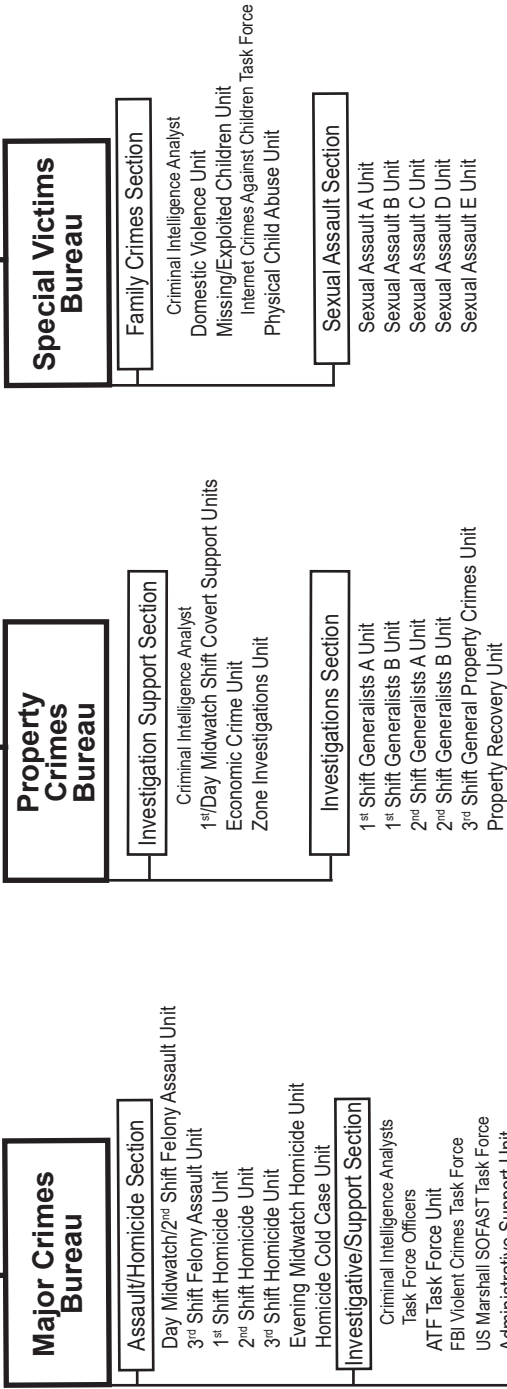 Major Crimes
Bureau
Assault/Homicide Section
Day Midwatch/2nd Shift Felony Assault Unit
3rd Shift Felony Assault Unit
1st Shift Homicide Unit
2nd Shift Homicide Unit
3rd Shift Homicide Unit
Evening Midwatch Homicide Unit
Homicide Cold Case Unit
Investigative/Support Section
Criminal Intelligence Analysts
Task Force Officers
ATF Task Force Unit
FBI Violent Crimes Task Force
US Marshall SOFAST Task Force
Administrative Support Unit
Property
Crimes
Bureau
Investigation Support Section
Criminal Intelligence Analyst
1st/Day Midwatch Shift Covert Support Units
Economic Crime Unit
Zone Investigations Unit
Investigations Section
1st Shift Generalists A Unit
1st Shift Generalists B Unit
2nd Shift Generalists A Unit
2nd Shift Generalists B Unit
3rd Shift General Property Crimes Unit
Property Recovery Unit
Special Victims
Bureau
Family Crimes Section
Criminal Intelligence Analyst
Domestic Violence Unit
Missing/Exploited Children Unit
Internet Crimes Against Children Task Force
Physical Child Abuse Unit
Sexual Assault Section
Sexual Assault A Unit
Sexual Assault B Unit
Sexual Assault C Unit
Sexual Assault D Unit
Sexual Assault E Unit